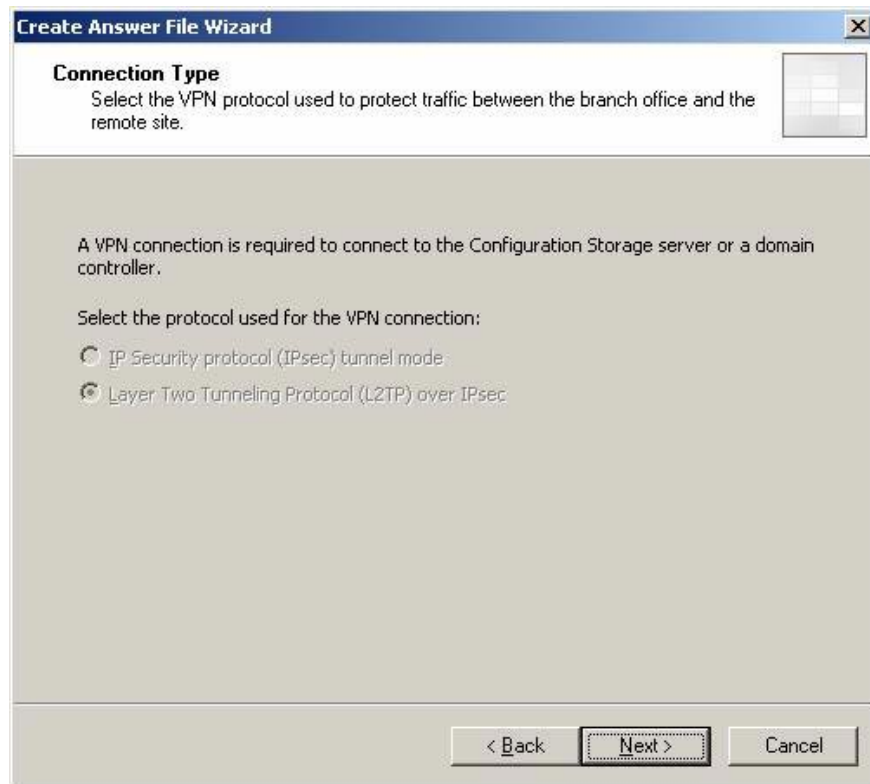 Create Answer File Wizard
Connection Type
Select the VPN protocol used to protect traffic between the branch office and the
remote site.
A VPN connection is required to connect to the Configuration Storage server or a domain
controller.
Select the protocol used for the VPN connection:
IP Security protocol (IPsec) tunnel mode
Layer Two Tunneling Protocol (L2TP) over IPsec
< Back Next > Cancel